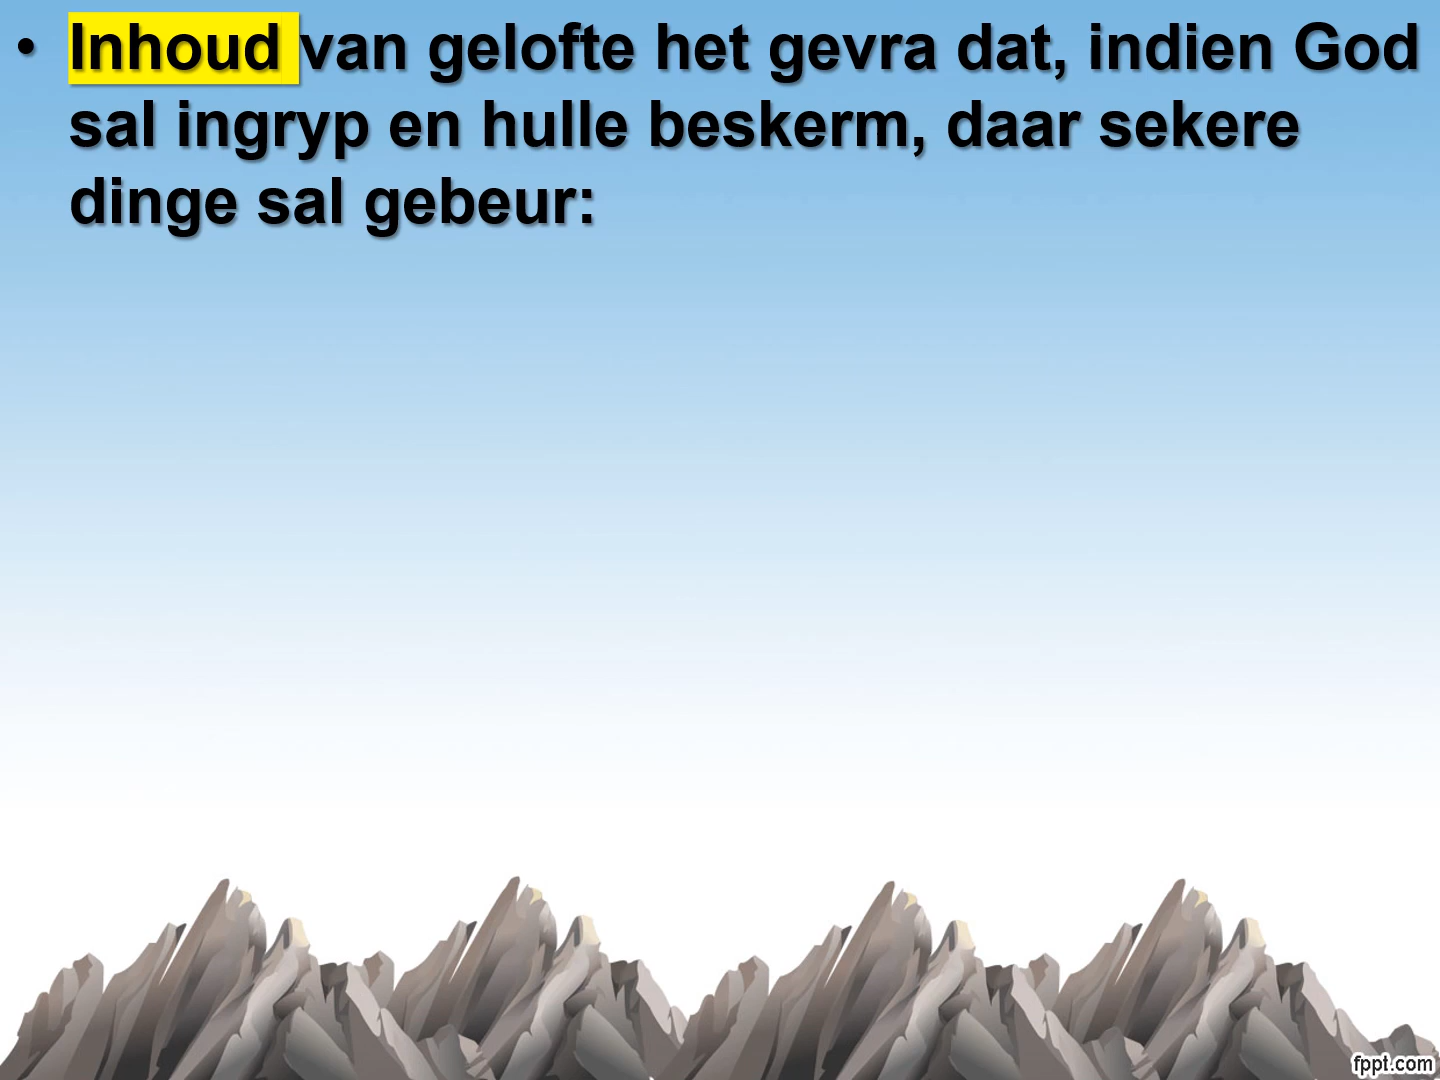 • Inhoud van gelofte het gevra dat, indien God
sal ingryp en hulle beskerm, daar sekere
dinge sal gebeur:
fppt.com